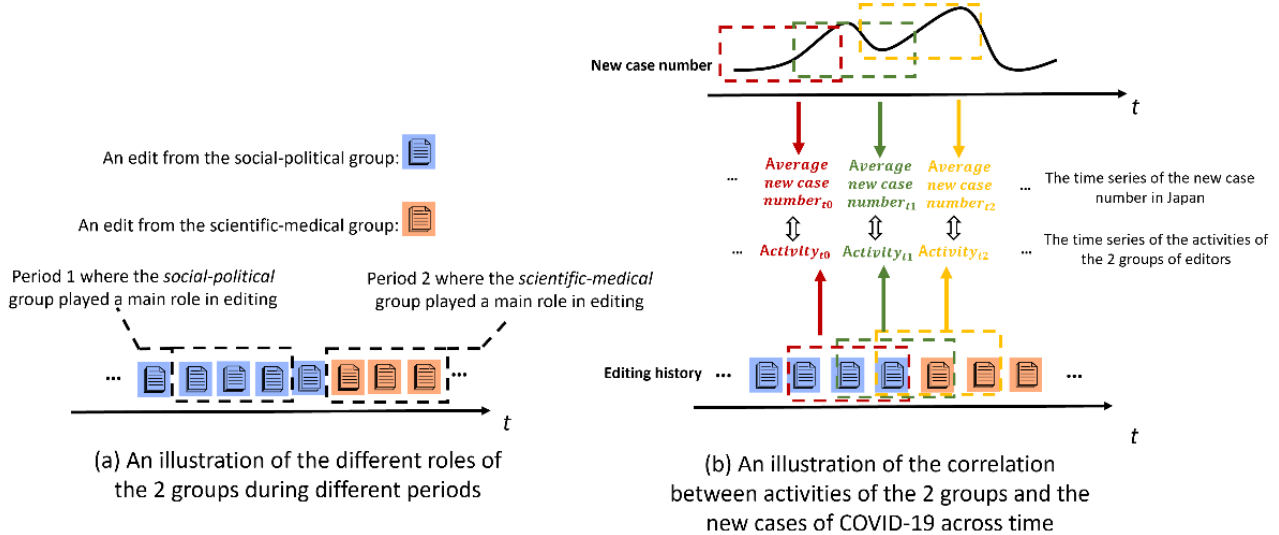 An edit from the social-political group:
An edit from the scientific-medical group:
Period 1 where the social-political
group played a main role in editing
Period 2 where the scientific-medical
group played a main role in editing
...
...
t
(a) An illustration of the different roles of
the 2 groups during different periods
New case number
t
... Average Average Average ... The time series of the new case
new case new case new case number in Japan
number_t0 number_t1 number_t2
... Activity_t0 Activity_t1 Activity_t2 ... The time series of the activities of
the 2 groups of editors
Editing history ... ...
t
(b) An illustration of the correlation
between activities of the 2 groups and the
new cases of COVID-19 across time